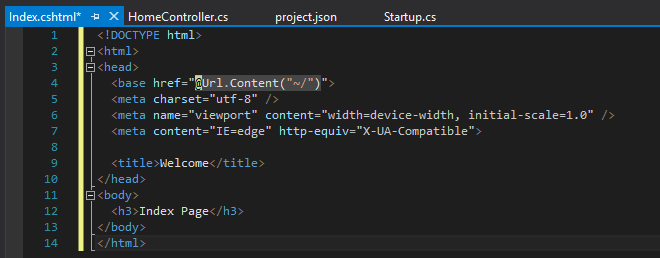 Index.cshtml* HomeController.cs project.json Startup.cs
1 <!DOCTYPE html>
2 <html>
3 <head>
4 <base href="@Url.Content("~/")">
5 <meta charset="utf-8" />
6 <meta name="viewport" content="width=device-width, initial-scale=1.0" />
7 <meta content="IE=edge" http-equiv="X-UA-Compatible">
8
9 <title>Welcome</title>
10 </head>
11 <body>
12 <h3>Index Page</h3>
13 </body>
14 </html>